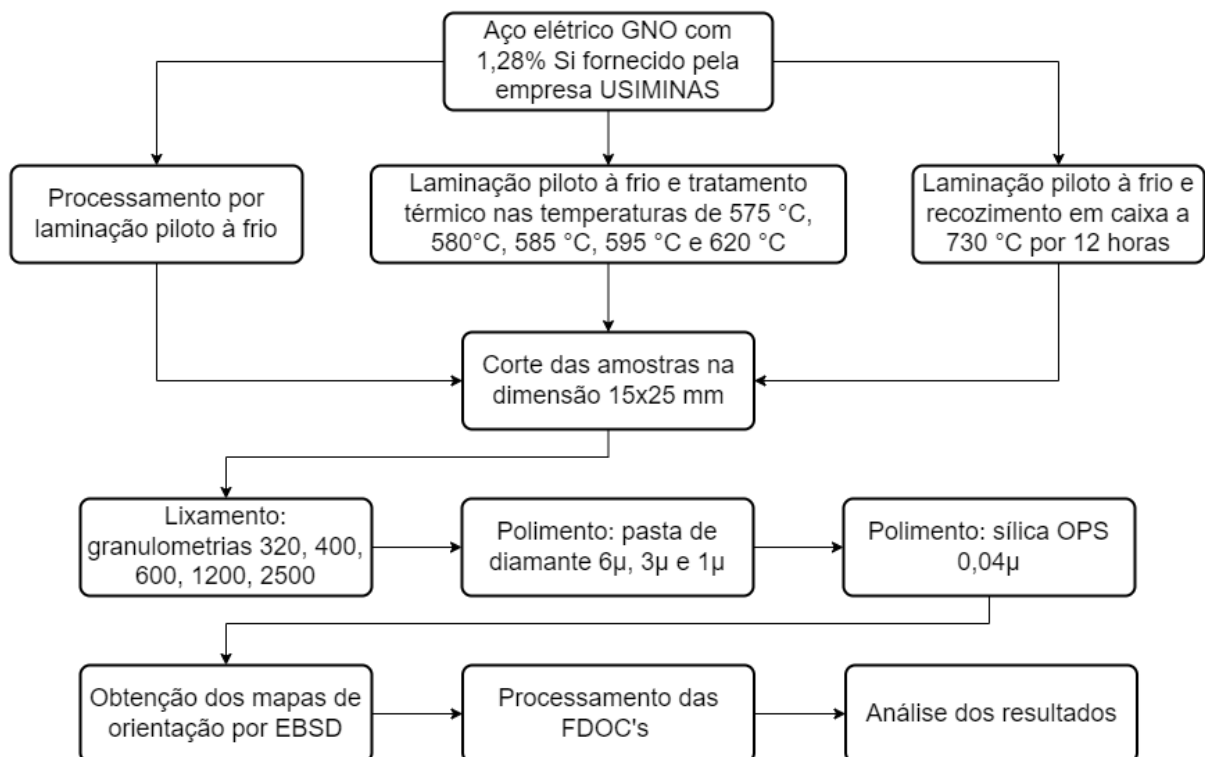 Aço elétrico GNO com
1,28% Si fornecido pela
empresa USIMINAS
Processamento por
laminação piloto à frio
Laminação piloto à frio e tratamento
térmico nas temperaturas de 575 °C,
580°C, 585 °C, 595 °C e 620 °C
Laminação piloto à frio e
recozimento em caixa a
730 °C por 12 horas
Corte das amostras na
dimensão 15x25 mm
Lixamento:
granulometrias 320, 400,
600, 1200, 2500
Polimento: pasta de
diamante 6µ, 3µ e 1µ
Polimento: sílica OPS
0,04µ
Obtenção dos mapas de
orientação por EBSD
Processamento das
FDOC's
Análise dos resultados